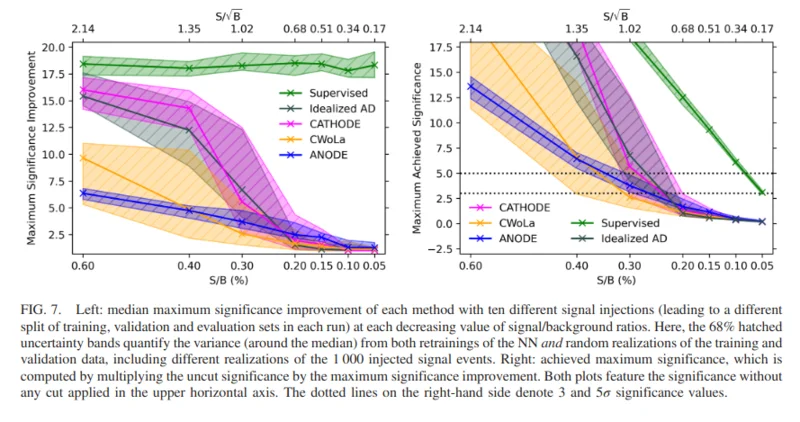 S/√B
2.14 1.35 1.02 0.68 0.51 0.34 0.17
20.0
17.5
15.0
12.5
10.0
7.5
5.0
2.5
Maximum Significance Improvement
Supervised
Idealized AD
CATHODE
CWoLa
ANODE
0.60 0.40 0.30 0.20 0.15 0.10 0.05
S/B (%)
S/√B
2.14 1.35 1.02 0.68 0.51 0.34 0.17
17.5
15.0
12.5
10.0
7.5
5.0
2.5
0.0
−2.5
Maximum Achieved Significance
CATHODE
CWoLa
ANODE
Supervised
Idealized AD
0.60 0.40 0.30 0.20 0.15 0.10 0.05
S/B (%)
FIG. 7. Left: median maximum significance improvement of each method with ten different signal injections (leading to a different
split of training, validation and evaluation sets in each run) at each decreasing value of signal/background ratios. Here, the 68% hatched
uncertainty bands quantify the variance (around the median) from both retrainings of the NN and random realizations of the training and
validation data, including different realizations of the 1 000 injected signal events. Right: achieved maximum significance, which is
computed by multiplying the uncut significance by the maximum significance improvement. Both plots feature the significance without
any cut applied in the upper horizontal axis. The dotted lines on the right-hand side denote 3 and 5σ significance values.